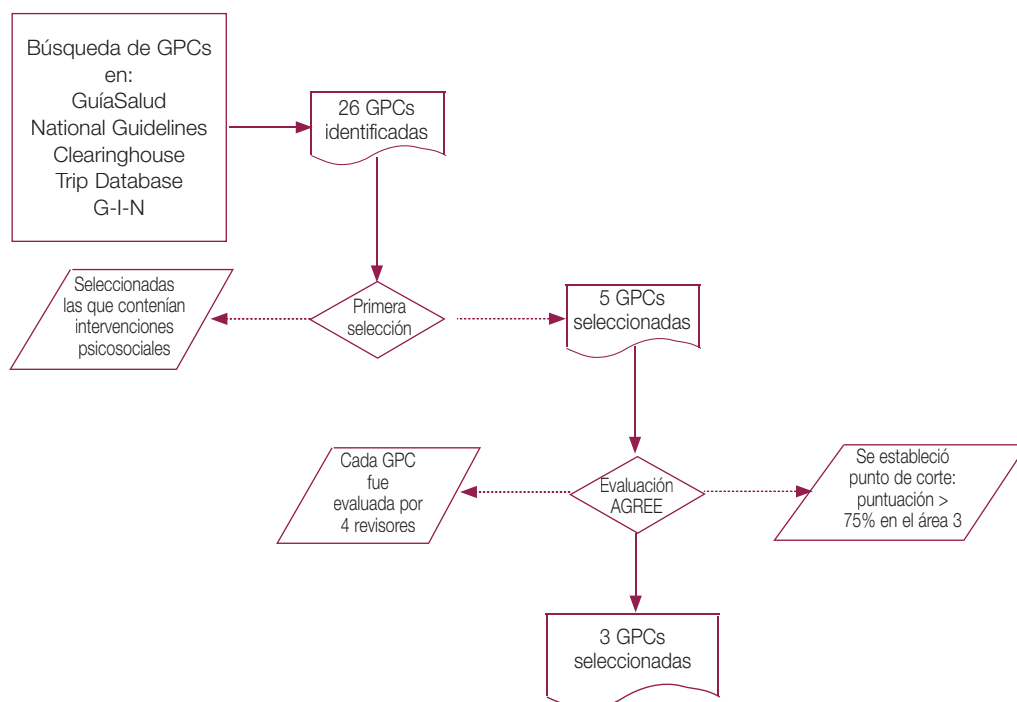 Búsqueda de GPCs
en:
GuíaSalud
National Guidelines
Clearinghouse
Trip Database
G-I-N
26 GPCs
identificadas
Seleccionadas
las que contenían
intervenciones
psicosociales
Primera
selección
5 GPCs
seleccionadas
Cada GPC
fue
evaluada por
4 revisores
Evaluación
AGREE
Se estableció
punto de corte:
puntuación >
75% en el área 3
3 GPCs
seleccionadas